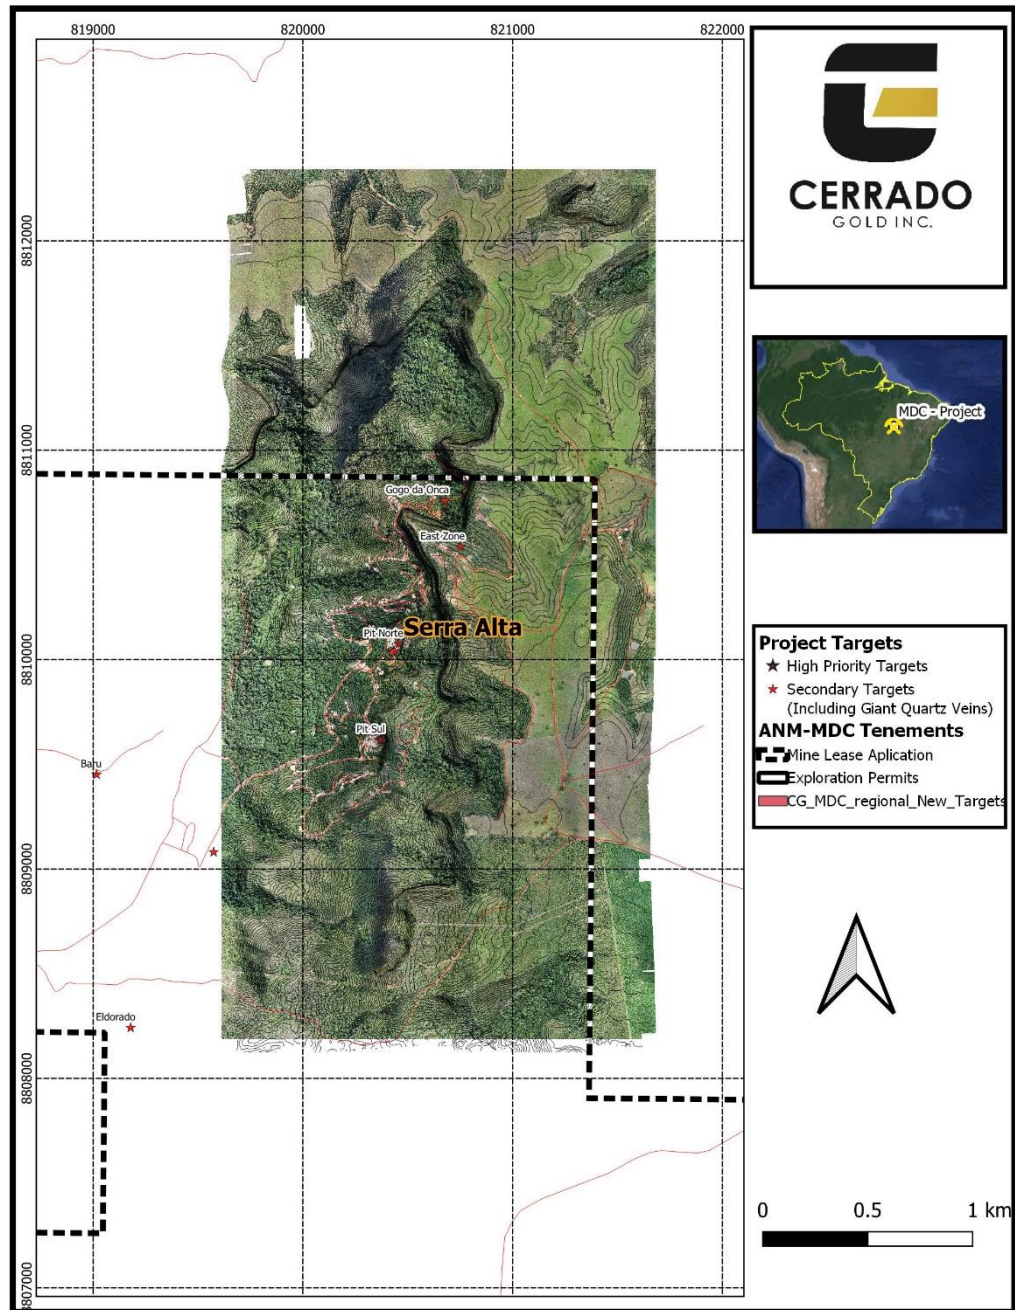 819000
820000
821000
822000
8812000
8811000
8810000
8809000
8808000
8807000
Gogo da Onca
East Zone
Pit Norte
Serra Alta
Pit Sul
Baru
Eldorado
CERRADO
GOLD INC.
MDC - Project
Project Targets
High Priority Targets
Secondary Targets
(Including Giant Quartz Veins)
ANM-MDC Tenements
Mine Lease Aplication
Exploration Permits
CG_MDC_regional_New_Targets
0 0.5 1 km